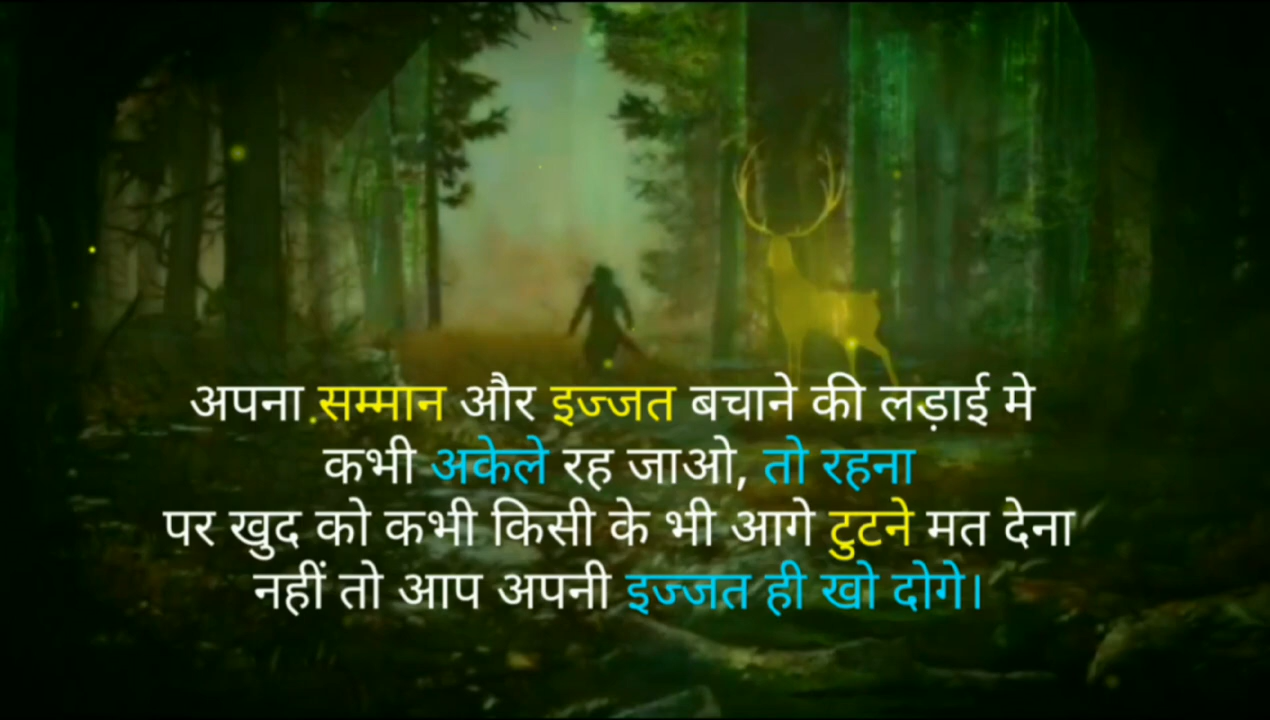 अपना सम्मान और इज्जत बचाने की लड़ाई मे
कभी अकेले रह जाओ, तो रहना
पर खुद को कभी किसी के भी आगे टुटने मत देना
नहीं तो आप अपनी इज्जत ही खो दोगे।